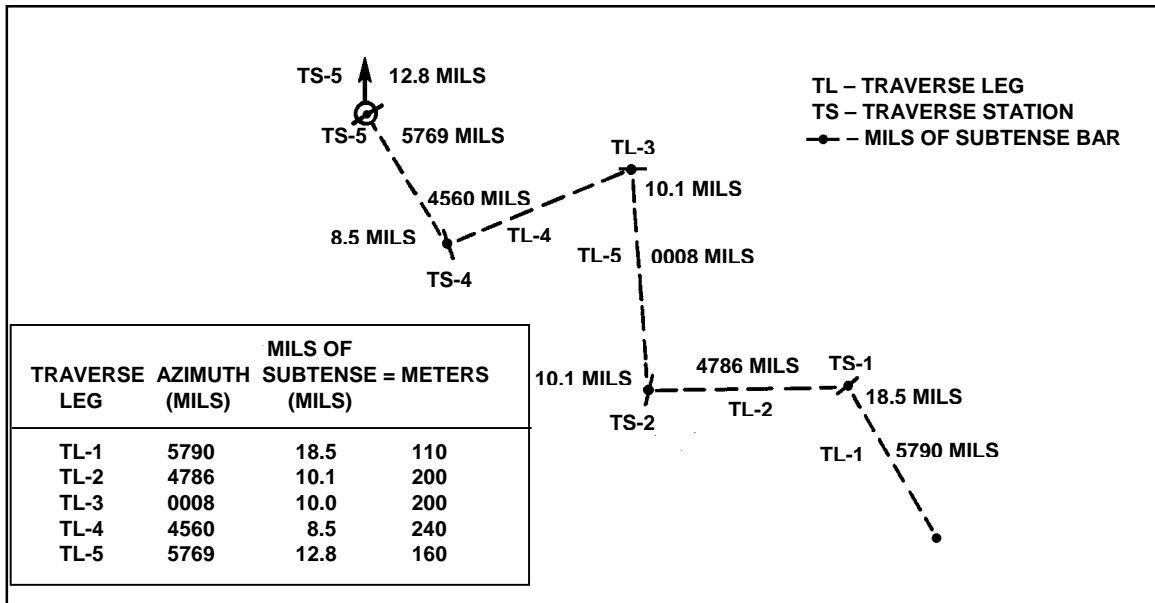 TS-5 12.8 MILS
TS-5
5769 MILS
TL – TRAVERSE LEG
TS – TRAVERSE STATION
– MILS OF SUBTENSE BAR
TL-3
10.1 MILS
4560 MILS
TL-4
8.5 MILS
TS-4
TL-5 0008 MILS
10.1 MILS
TS-2
4786 MILS
TL-2
TS-1
18.5 MILS
TL-1
5790 MILS
MILS OF
TRAVERSE AZIMUTH SUBTENSE = METERS
LEG (MILS) (MILS)
TL-1 5790 18.5 110
TL-2 4786 10.1 200
TL-3 0008 10.0 200
TL-4 4560 8.5 240
TL-5 5769 12.8 160